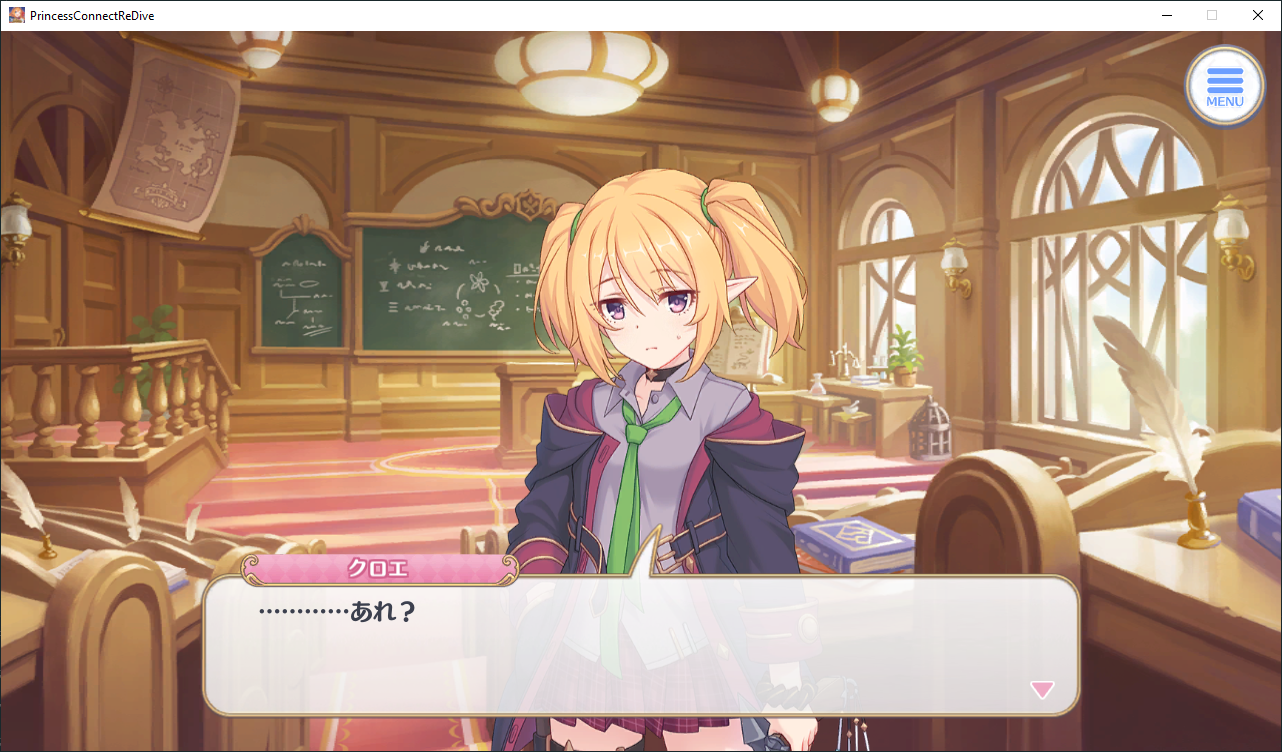 PrincessConnectReDive
MENU
クロエ
…………あれ？